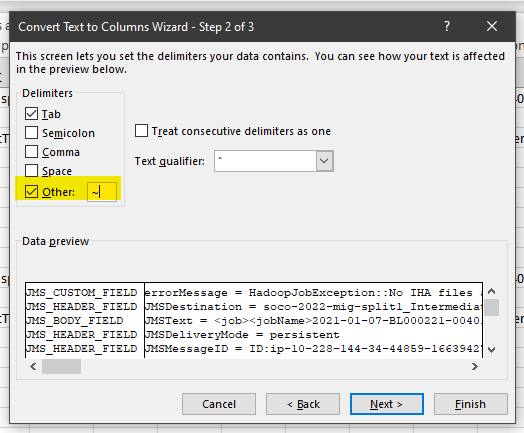 Convert Text to Columns Wizard - Step 2 of 3
? ×
This screen lets you set the delimiters your data contains. You can see how your text is affected
in the preview below.
Delimiters
Tab
Semicolon
Comma
Space
Other: ~
Treat consecutive delimiters as one
Text qualifier: "
Data preview
JMS_CUSTOM_FIELD errorMessage = HadoopJobException::No IHA files
JMS_HEADER_FIELD JMSDestination = soco-2022-mig-split1_Intermedia
JMS_BODY_FIELD JMSText = <job><jobName>2021-01-07-BL000221-0040
JMS_HEADER_FIELD JMSDeliveryMode = persistent
JMS_HEADER_FIELD JMSMessageID = ID:ip-10-228-144-34-44859-1663942
Cancel
< Back
Next >
Finish